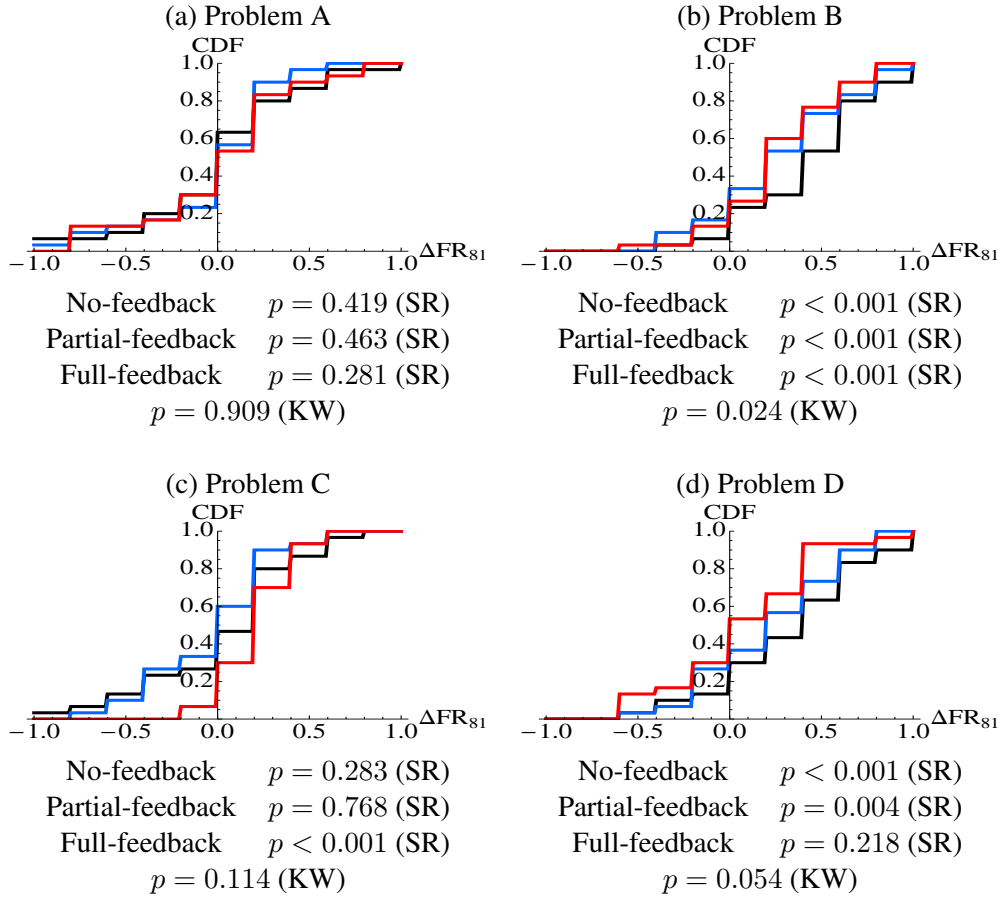 (a) Problem A
CDF
1.0
0.8
0.6
0.4
0.2
−1.0 −0.5 0.0 0.5 1.0 ΔFR₈₁
No-feedback p = 0.419 (SR)
Partial-feedback p = 0.463 (SR)
Full-feedback p = 0.281 (SR)
p = 0.909 (KW)
(b) Problem B
CDF
1.0
0.8
0.6
0.4
0.2
−1.0 −0.5 0.0 0.5 1.0 ΔFR₈₁
No-feedback p < 0.001 (SR)
Partial-feedback p < 0.001 (SR)
Full-feedback p < 0.001 (SR)
p = 0.024 (KW)
(c) Problem C
CDF
1.0
0.8
0.6
0.4
0.2
−1.0 −0.5 0.0 0.5 1.0 ΔFR₈₁
No-feedback p = 0.283 (SR)
Partial-feedback p = 0.768 (SR)
Full-feedback p < 0.001 (SR)
p = 0.114 (KW)
(d) Problem D
CDF
1.0
0.8
0.6
0.4
0.2
−1.0 −0.5 0.0 0.5 1.0 ΔFR₈₁
No-feedback p < 0.001 (SR)
Partial-feedback p = 0.004 (SR)
Full-feedback p = 0.218 (SR)
p = 0.054 (KW)